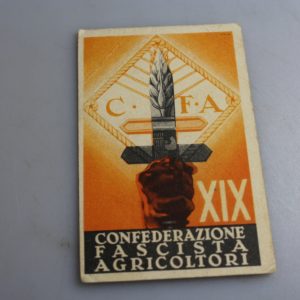 C·F·A
XIX
CONFEDERAZIONE
FASCISTA
AGRICOLTORI